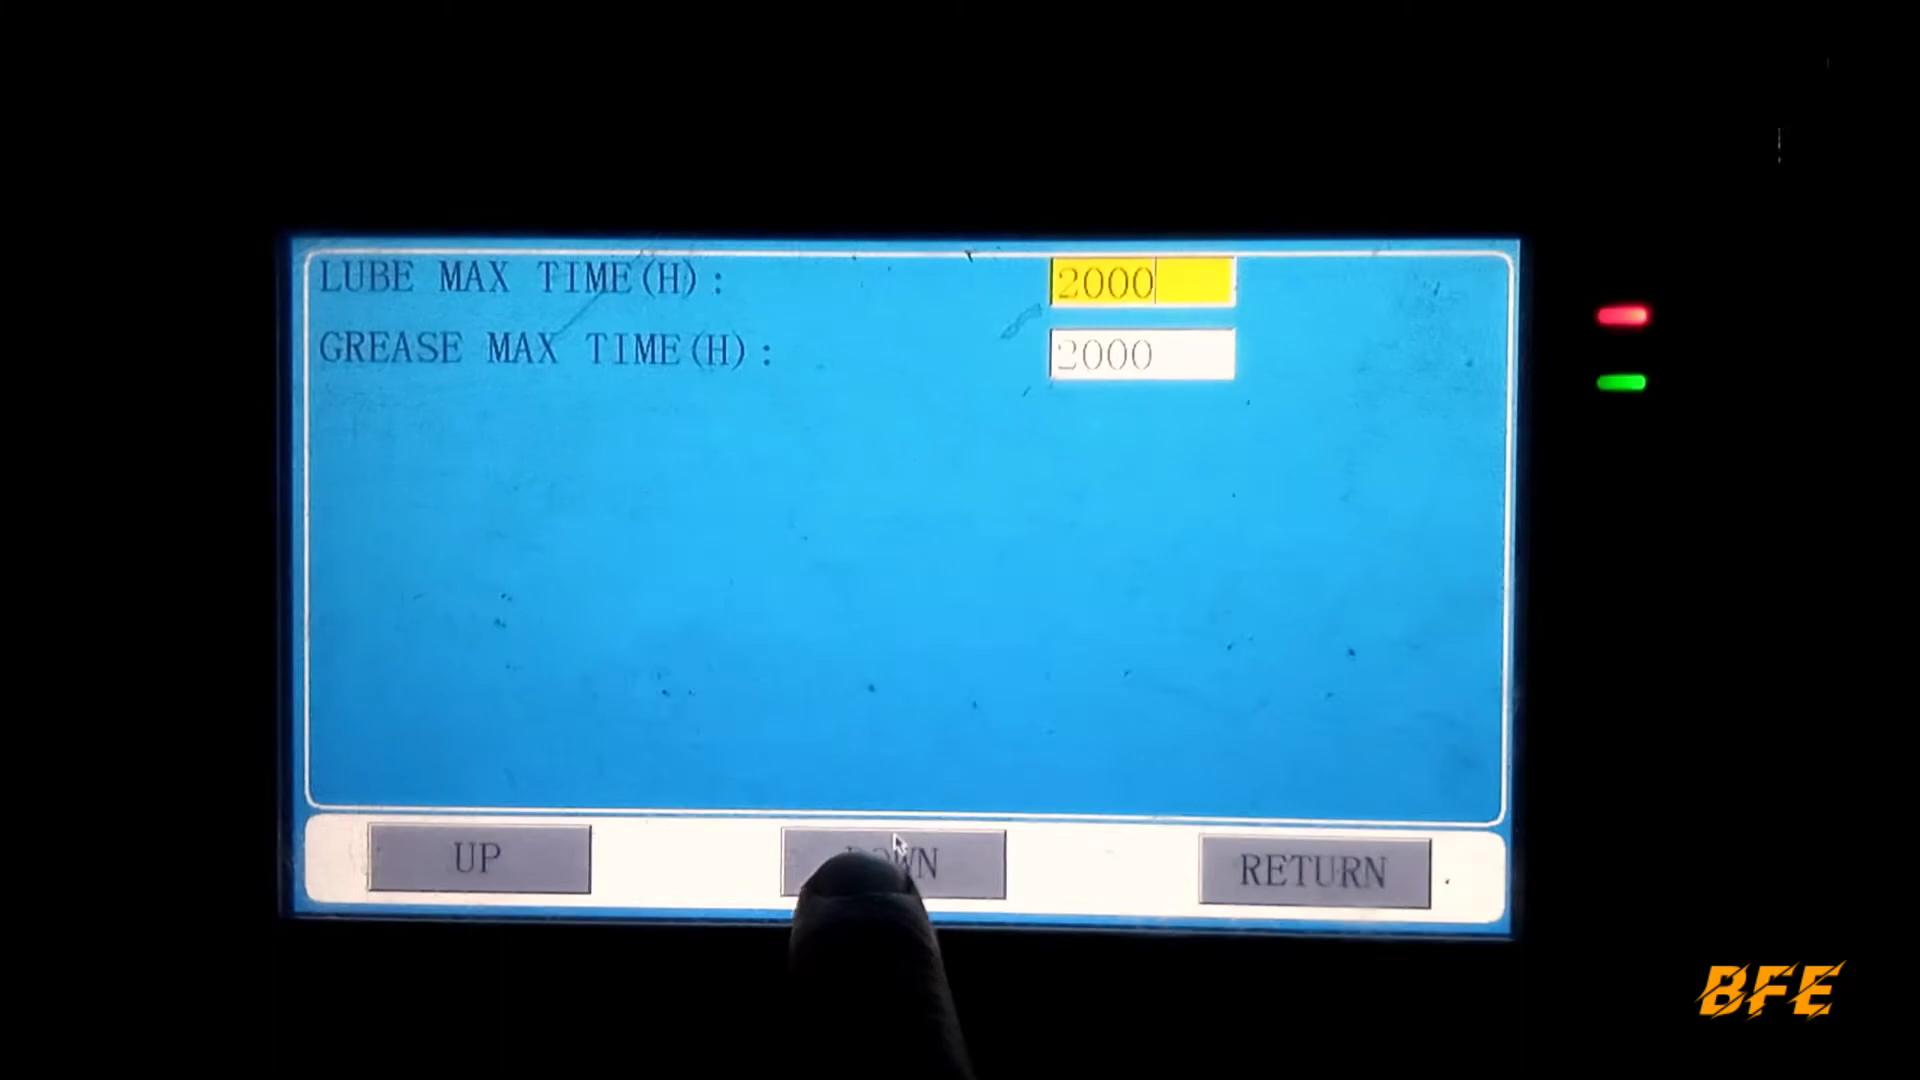 LUBE MAX TIME(H): 2000
GREASE MAX TIME(H): 2000
UP DOWN RETURN
BFE